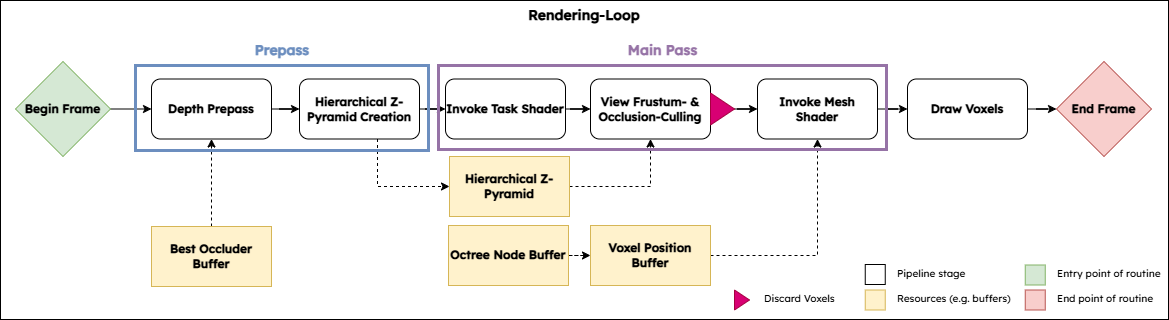 Rendering-Loop
Prepass
Main Pass
Begin Frame
Depth Prepass
Hierarchical Z-
Pyramid Creation
Invoke Task Shader
View Frustum- &
Occlusion-Culling
Invoke Mesh
Shader
Draw Voxels
End Frame
Hierarchical Z-
Pyramid
Best Occluder
Buffer
Octree Node Buffer
Voxel Position
Buffer
Pipeline stage
Entry point of routine
Discard Voxels
Resources (e.g. buffers)
End point of routine